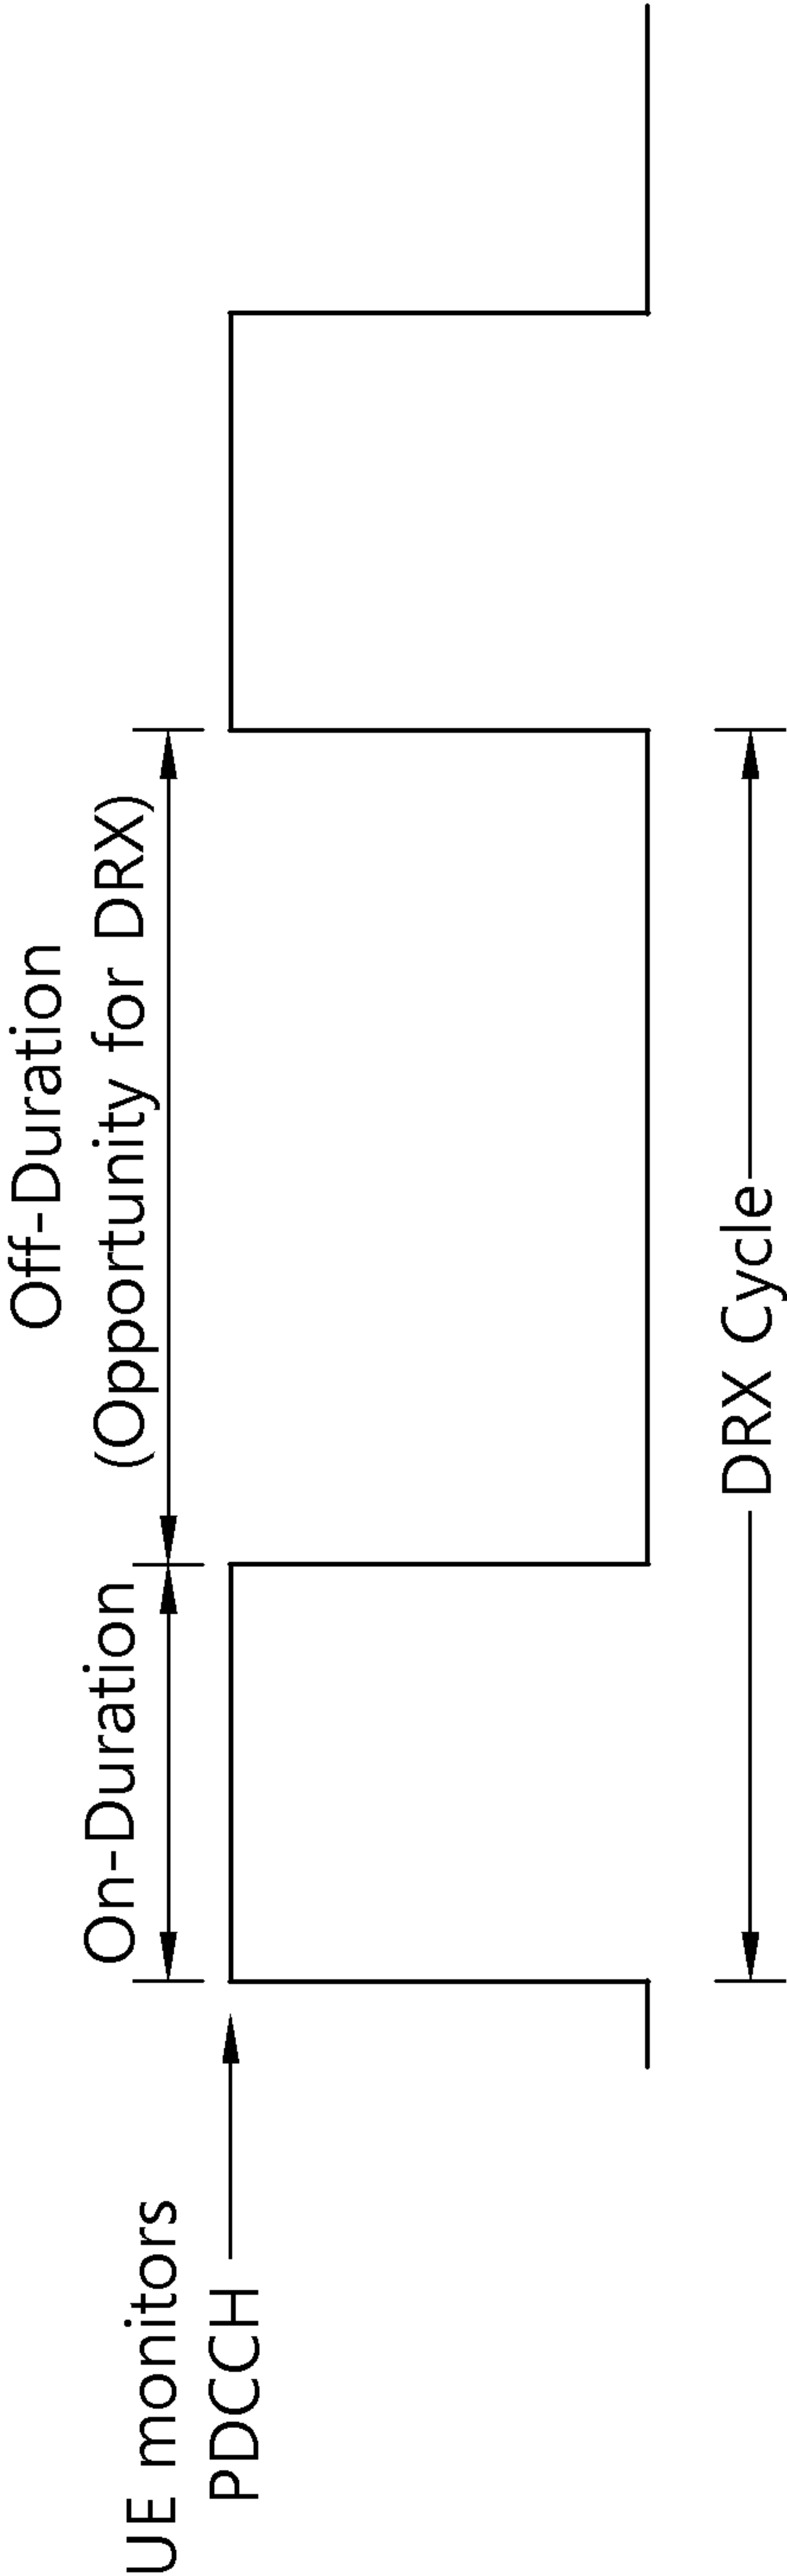 Off-Duration
(Opportunity for DRX)
On-Duration
UE monitors
PDCCH
DRX Cycle